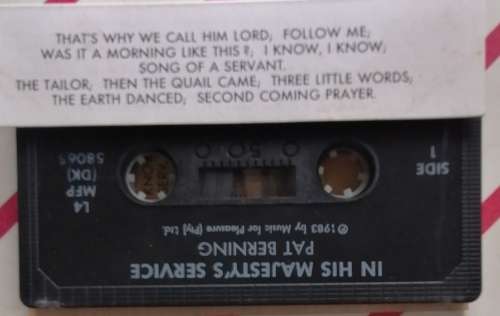 THAT'S WHY WE CALL HIM LORD; FOLLOW ME;
WAS IT A MORNING LIKE THIS?; I KNOW, I KNOW;
SONG OF A SERVANT.
THE TAILOR; THEN THE QUAIL CAME; THREE LITTLE WORDS;
THE EARTH DANCED; SECOND COMING PRAYER.
IN HIS MAJESTY'S SERVICE
PAT BERNING
℗1983 by Music for Pleasure (Pty) Ltd.
SIDE
1
L4
MFP
(DK)
58065